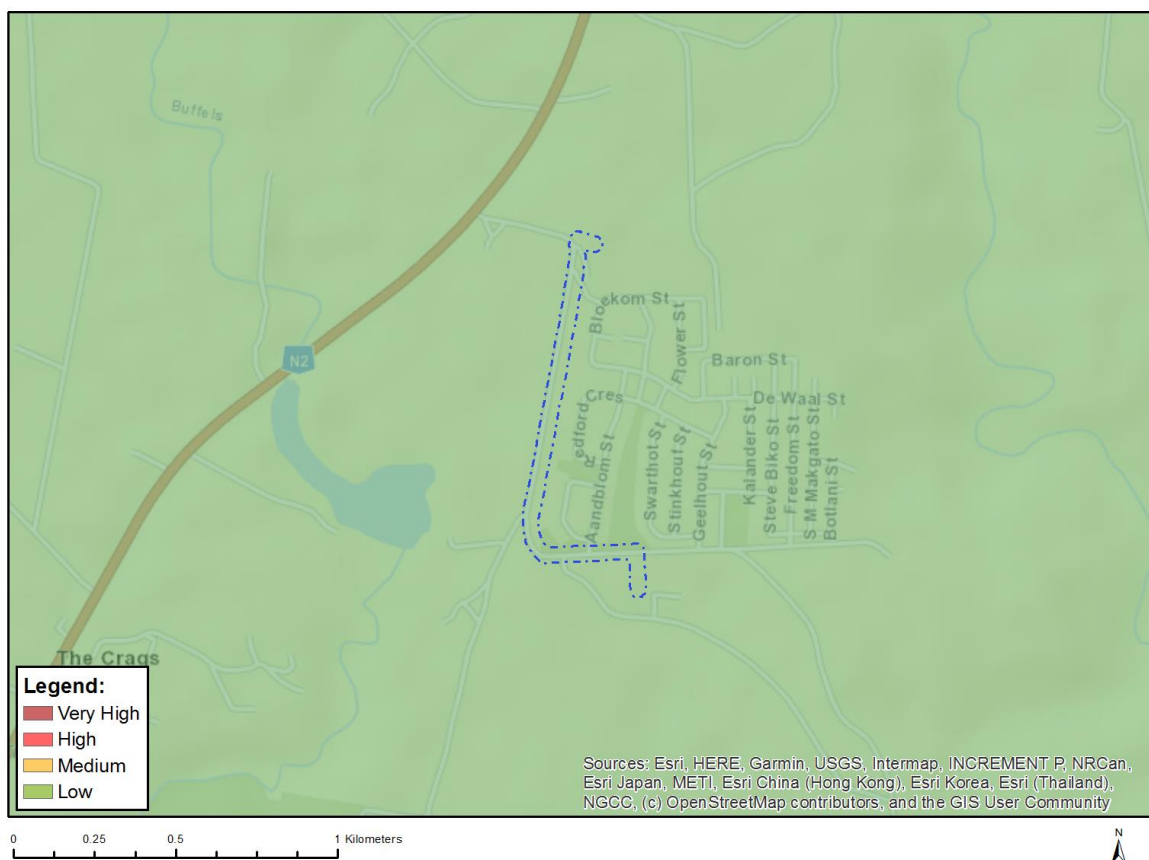 Buffels
N2
Bloekom St
Flower St
Baron St
De Waal St
Redford Cres
Aandblom St
Swarthot St
Stinkhout St
Geelhout St
Kalander St
Steve Biko St
Freedom St
S M Makgato St
Botlani St
The Crags
Legend:
Very High
High
Medium
Low
Sources: Esri, HERE, Garmin, USGS, Intermap, INCREMENT P, NRCan,
Esri Japan, METI, Esri China (Hong Kong), Esri Korea, Esri (Thailand),
NGCC, (c) OpenStreetMap contributors, and the GIS User Community
0 0.25 0.5 1 Kilometers
N